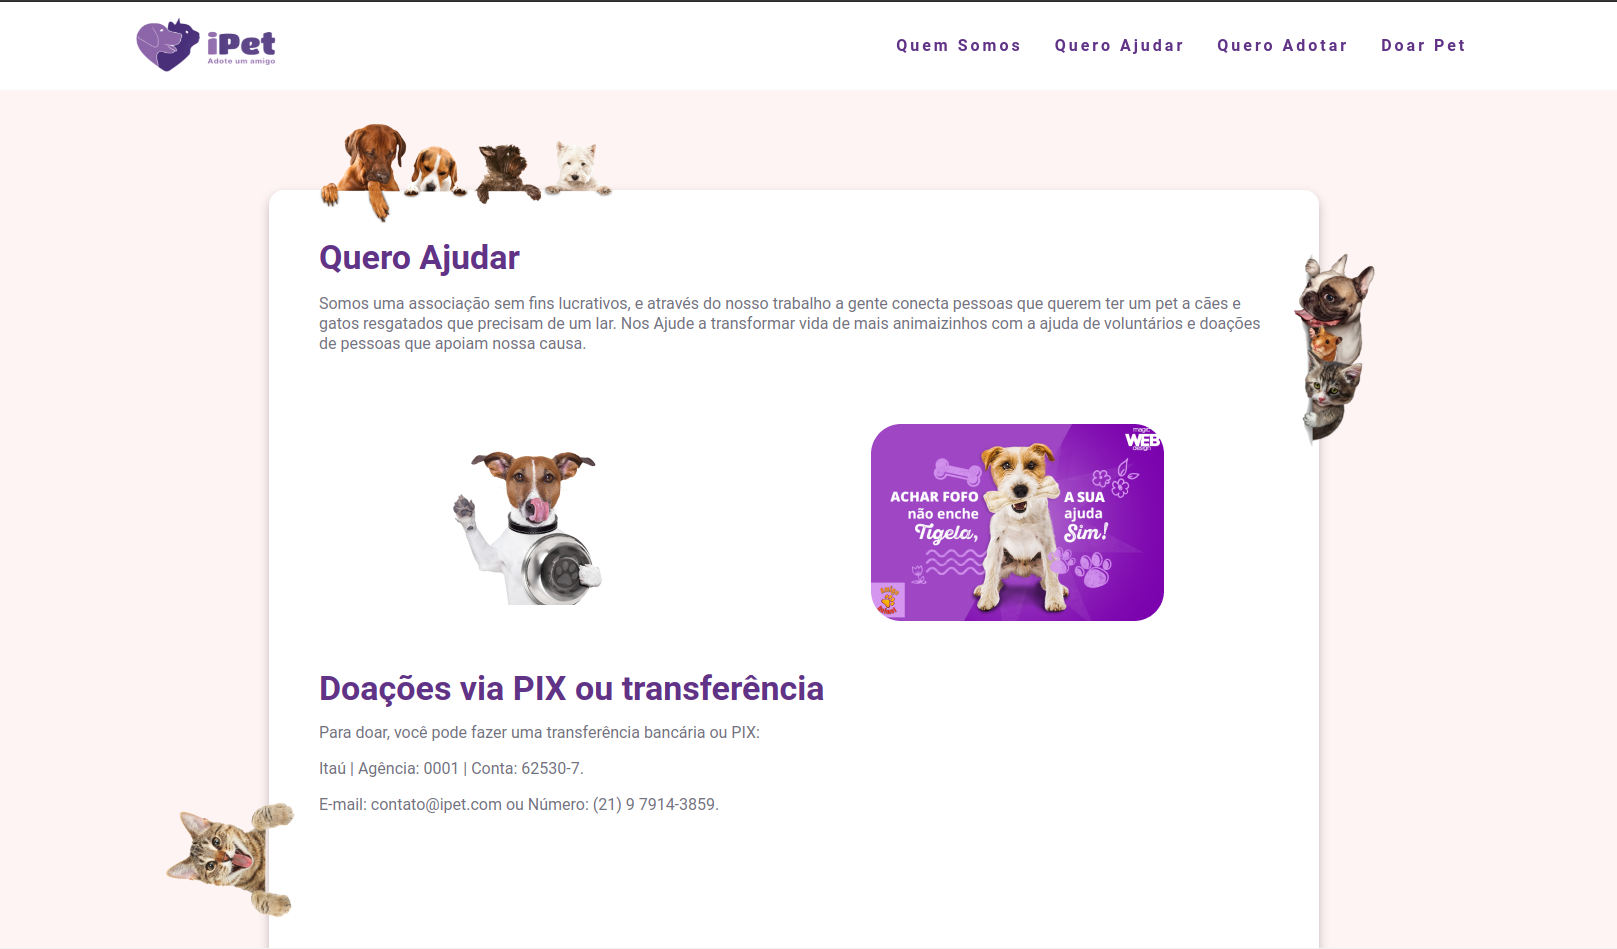 iPet
Adote um amigo
Quem Somos Quero Ajudar Quero Adotar Doar Pet
Quero Ajudar
Somos uma associação sem fins lucrativos, e através do nosso trabalho a gente conecta pessoas que querem ter um pet a cães e
gatos resgatados que precisam de um lar. Nos Ajude a transformar vida de mais animaizinhos com a ajuda de voluntários e doações
de pessoas que apoiam nossa causa.
magic
WEB
design
ACHAR FOFO
não enche
Tigela,
A SUA
ajuda
Sim!
Doações via PIX ou transferência
Para doar, você pode fazer uma transferência bancária ou PIX:
Itaú | Agência: 0001 | Conta: 62530-7.
E-mail: contato@ipet.com ou Número: (21) 9 7914-3859.